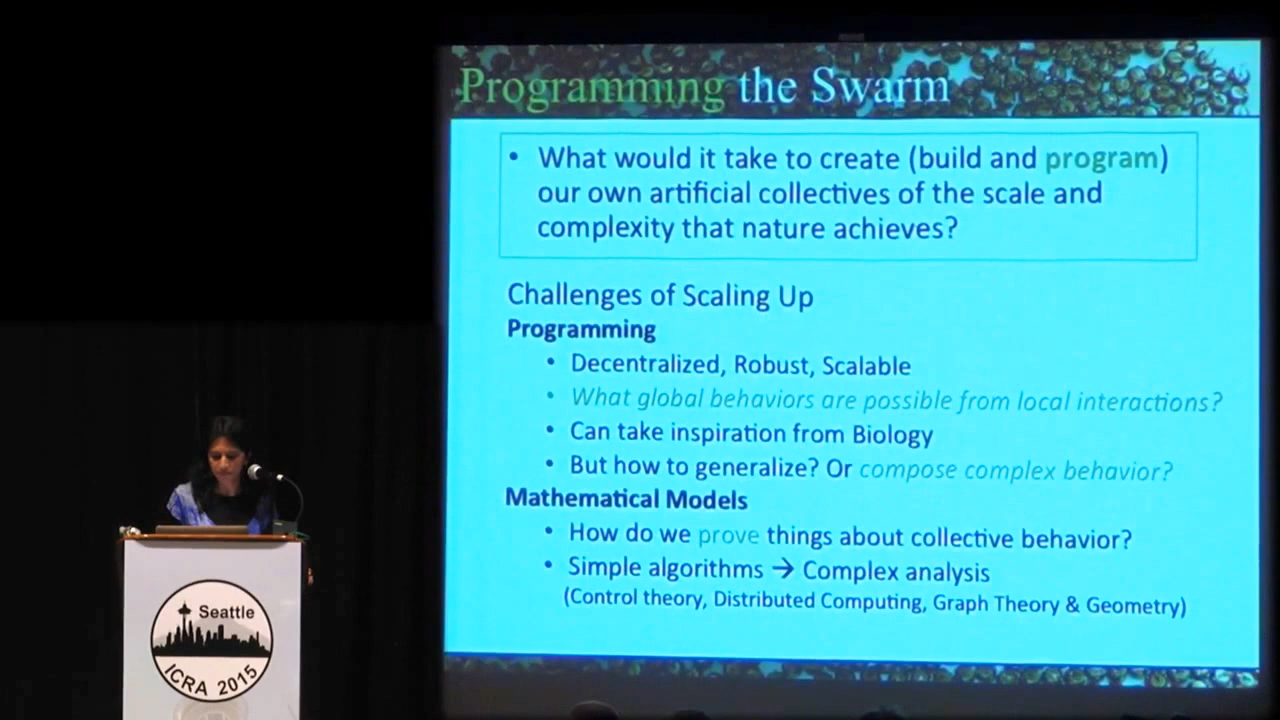 Programming the Swarm
• What would it take to create (build and program)
our own artificial collectives of the scale and
complexity that nature achieves?
Challenges of Scaling Up
Programming
• Decentralized, Robust, Scalable
• What global behaviors are possible from local interactions?
• Can take inspiration from Biology
• But how to generalize? Or compose complex behavior?
Mathematical Models
• How do we prove things about collective behavior?
• Simple algorithms → Complex analysis
(Control theory, Distributed Computing, Graph Theory & Geometry)
Seattle
ICRA 2015